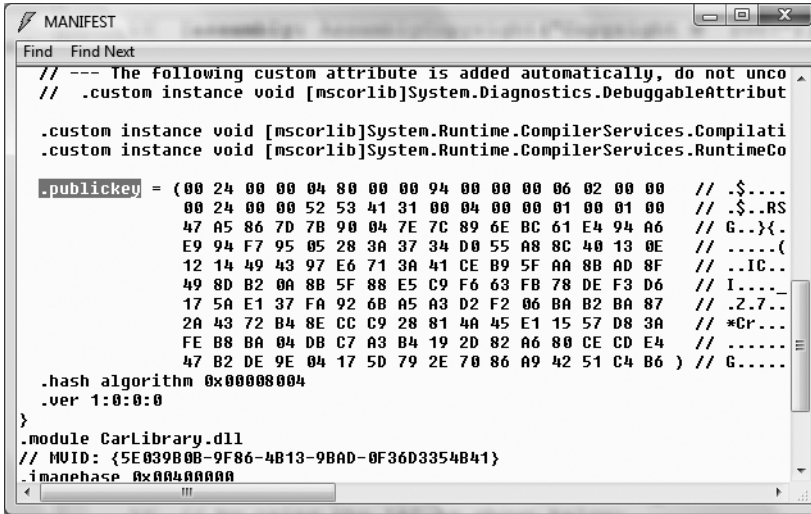 MANIFEST
Find Find Next
// --- The following custom attribute is added automatically, do not unco
// .custom instance void [mscorlib]System.Diagnostics.DebuggableAttribut
.custom instance void [mscorlib]System.Runtime.CompilerServices.Compilati
.custom instance void [mscorlib]System.Runtime.CompilerServices.RuntimeCo
.publickey = (00 24 00 00 04 80 00 00 94 00 00 00 06 02 00 00 // .$....
00 24 00 00 52 53 41 31 00 04 00 00 01 00 01 00 // .$..RS
47 A5 86 7D 7B 90 04 7E 7C 89 6E BC 61 E4 94 A6 // G..}{.
E9 94 F7 95 05 28 3A 37 34 D0 55 A8 8C 40 13 0E // .....(
12 14 49 43 97 E6 71 3A 41 CE B9 5F AA 8B AD 8F // ..IC..
49 8D B2 0A 8B 5F 88 E5 C9 F6 63 FB 78 DE F3 D6 // I...._
17 5A E1 37 FA 92 6B A5 A3 D2 F2 06 BA B2 BA 87 // .Z.7..
2A 43 72 B4 8E CC C9 28 81 4A 45 E1 15 57 D8 3A // *Cr...
FE B8 BA 04 DB C7 A3 B4 19 2D 82 A6 80 CE CD E4 // ......
47 B2 DE 9E 04 17 5D 79 2E 70 86 A9 42 51 C4 B6 ) // G.....
.hash algorithm 0x00008004
.ver 1:0:0:0
}
.module CarLibrary.dll
// MVID: {5E039B0B-9F86-4B13-9BAD-0F36D3354B41}
.imagebase 0x00400000